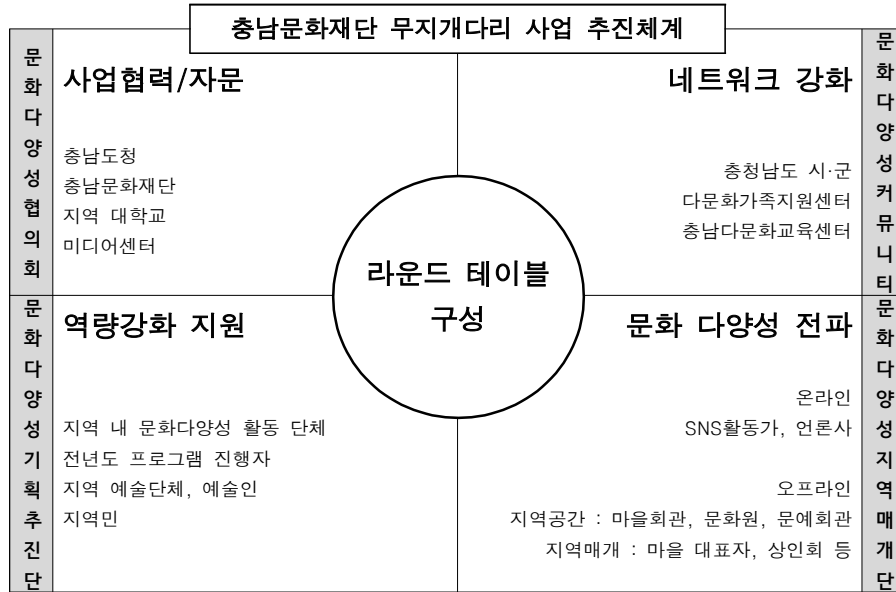 충남문화재단 무지개다리 사업 추진체계
문화다양성협의회
사업협력/자문
충남도청
충남문화재단
지역 대학교
미디어센터
네트워크 강화
충청남도 시·군
다문화가족지원센터
충남다문화교육센터
문화다양성커뮤니티
라운드 테이블
구성
문화다양성기획추진단
역량강화 지원
지역 내 문화다양성 활동 단체
전년도 프로그램 진행자
지역 예술단체, 예술인
지역민
문화 다양성 전파
온라인
SNS활동가, 언론사
오프라인
지역공간 : 마을회관, 문화원, 문예회관
지역매개 : 마을 대표자, 상인회 등
문화다양성지역매개단